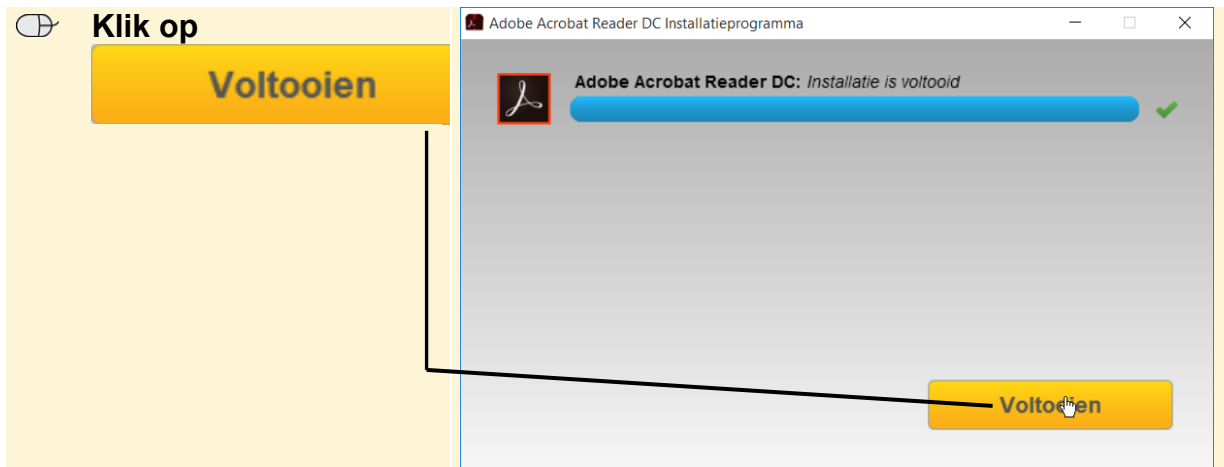 Klik op
Voltooien
Adobe Acrobat Reader DC Installatieprogramma
Adobe Acrobat Reader DC: Installatie is voltooid
Voltooien